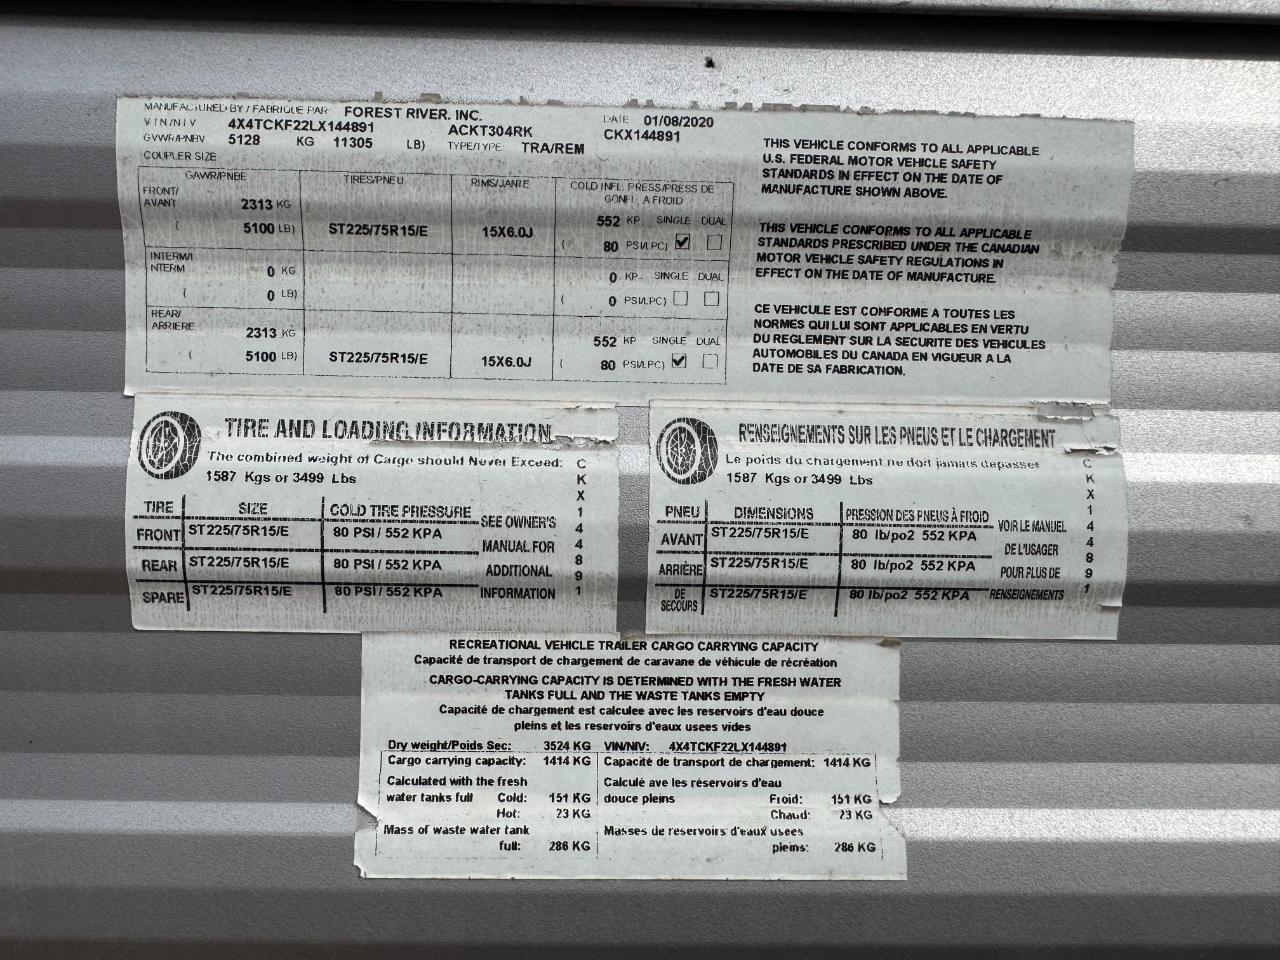 MANUFACTURED BY / FABRIQUE PAR FOREST RIVER, INC. DATE 01/08/2020
VIN/NIV 4X4TCKF22LX144891 ACKT304RK CKX144891
GVWR/PNBV 5128 KG 11305 LB) TYPE/TYPE: TRA/REM
COUPLER SIZE
GAWR/PNBE TIRES/PNEU RIMS/JANTE COLD INFL. PRESS/PRESS DE
GONFL. A FROID
FRONT/
AVANT 2313 KG 552 KP SINGLE DUAL
( 5100 LB) ST225/75R15/E 15X6.0J ( 80 PSI/LPC) ✓
INTERM/I
NTERM 0 KG 0 KP SINGLE DUAL
( 0 LB) ( 0 PSI/LPC)
REAR/
ARRIERE 2313 KG 552 KP SINGLE DUAL
( 5100 LB) ST225/75R15/E 15X6.0J ( 80 PSI/LPC) ✓
THIS VEHICLE CONFORMS TO ALL APPLICABLE
U.S. FEDERAL MOTOR VEHICLE SAFETY
STANDARDS IN EFFECT ON THE DATE OF
MANUFACTURE SHOWN ABOVE.
THIS VEHICLE CONFORMS TO ALL APPLICABLE
STANDARDS PRESCRIBED UNDER THE CANADIAN
MOTOR VEHICLE SAFETY REGULATIONS IN
EFFECT ON THE DATE OF MANUFACTURE.
CE VEHICULE EST CONFORME A TOUTES LES
NORMES QUI LUI SONT APPLICABLES EN VERTU
DU REGLEMENT SUR LA SECURITE DES VEHICULES
AUTOMOBILES DU CANADA EN VIGUEUR A LA
DATE DE SA FABRICATION.
TIRE AND LOADING INFORMATION
The combined weight of Cargo should Never Exceed:
1587 Kgs or 3499 Lbs
TIRE SIZE COLD TIRE PRESSURE
FRONT ST225/75R15/E 80 PSI / 552 KPA
REAR ST225/75R15/E 80 PSI / 552 KPA
SPARE ST225/75R15/E 80 PSI / 552 KPA
SEE OWNER'S
MANUAL FOR
ADDITIONAL
INFORMATION
CKX144891
RENSEIGNEMENTS SUR LES PNEUS ET LE CHARGEMENT
Le poids du chargement ne doit jamais depasser
1587 Kgs or 3499 Lbs
PNEU DIMENSIONS PRESSION DES PNEUS À FROID
AVANT ST225/75R15/E 80 lb/po2 552 KPA
ARRIÈRE ST225/75R15/E 80 lb/po2 552 KPA
DE
SECOURS ST225/75R15/E 80 lb/po2 552 KPA
VOIR LE MANUEL
DE L'USAGER
POUR PLUS DE
RENSEIGNEMENTS
CKX144891
RECREATIONAL VEHICLE TRAILER CARGO CARRYING CAPACITY
Capacité de transport de chargement de caravane de véhicule de récréation
CARGO-CARRYING CAPACITY IS DETERMINED WITH THE FRESH WATER
TANKS FULL AND THE WASTE TANKS EMPTY
Capacité de chargement est calculee avec les reservoirs d'eau douce
pleins et les reservoirs d'eaux usees vides
Dry weight/Poids Sec: 3524 KG VIN/NIV: 4X4TCKF22LX144891
Cargo carrying capacity: 1414 KG Capacité de transport de chargement: 1414 KG
Calculated with the fresh Calculé ave les réservoirs d'eau
water tanks full Cold: 151 KG douce pleins Froid: 151 KG
Hot: 23 KG Chaud: 23 KG
Mass of waste water tank Masses de reservoirs d'eaux usees
full: 286 KG pleins: 286 KG